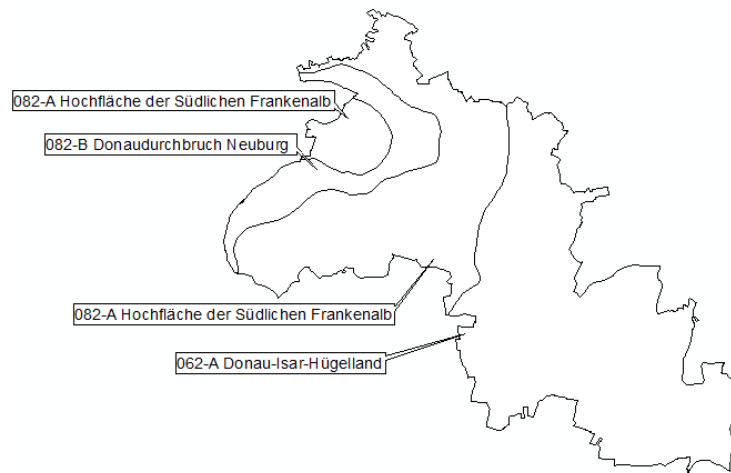 082-A Hochfläche der Südlichen Frankenalb
082-B Donaudurchbruch Neuburg
082-A Hochfläche der Südlichen Frankenalb
062-A Donau-Isar-Hügelland